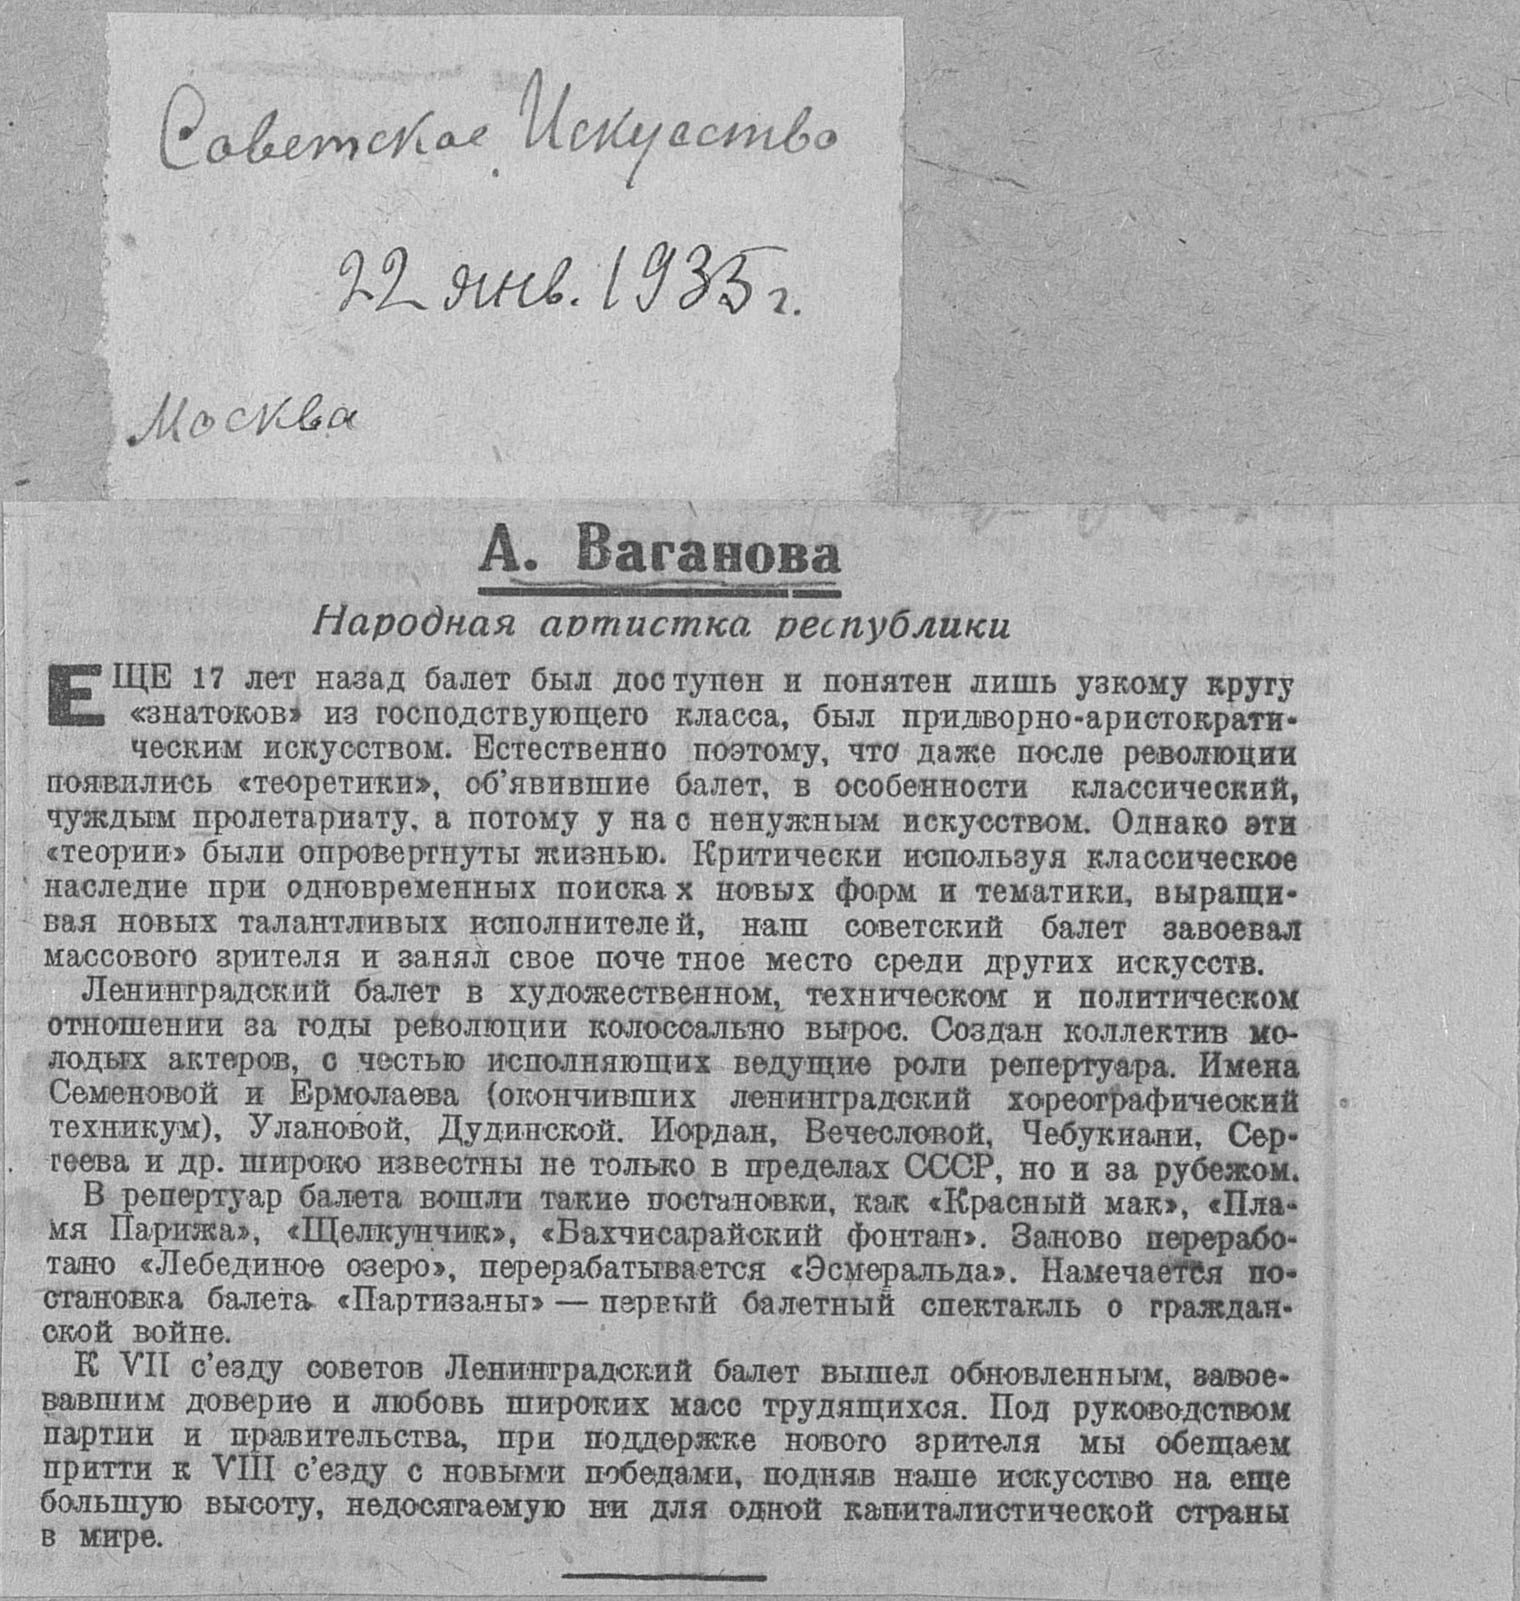 Советское Искусство
22 янв. 1935 г.
Москва
А. Ваганова
Народная артистка республики
ЕЩЕ 17 лет назад балет был доступен и понятен лишь узкому кругу
«знатоков» из господствующего класса, был придворно-аристократи-
ческим искусством. Естественно поэтому, что даже после революции
появились «теоретики», об'явившие балет, в особенности классический,
чуждым пролетариату, а потому у нас ненужным искусством. Однако эти
«теории» были опровергнуты жизнью. Критически используя классическое
наследие при одновременных поисках новых форм и тематики, выращи-
вая новых талантливых исполнителей, наш советский балет завоевал
массового зрителя и занял свое почетное место среди других искусств.
Ленинградский балет в художественном, техническом и политическом
отношении за годы революции колоссально вырос. Создан коллектив мо-
лодых актеров, с честью исполняющих ведущие роли репертуара. Имена
Семеновой и Ермолаева (окончивших ленинградский хореографический
техникум), Улановой, Дудинской, Иордан, Вечесловой, Чебукиани, Сер-
геева и др. широко известны не только в пределах СССР, но и за рубежом.
В репертуар балета вошли такие постановки, как «Красный мак», «Пла-
мя Парижа», «Щелкунчик», «Бахчисарайский фонтан». Заново перерабо-
тано «Лебединое озеро», перерабатывается «Эсмеральда». Намечается по-
становка балета «Партизаны» — первый балетный спектакль о граждан-
ской войне.
К VII с'езду советов Ленинградский балет вышел обновленным, завое-
вавшим доверие и любовь широких масс трудящихся. Под руководством
партии и правительства, при поддержке нового зрителя мы обещаем
притти к VIII с'езду с новыми победами, подняв наше искусство на еще
большую высоту, недосягаемую ни для одной капиталистической страны
в мире.